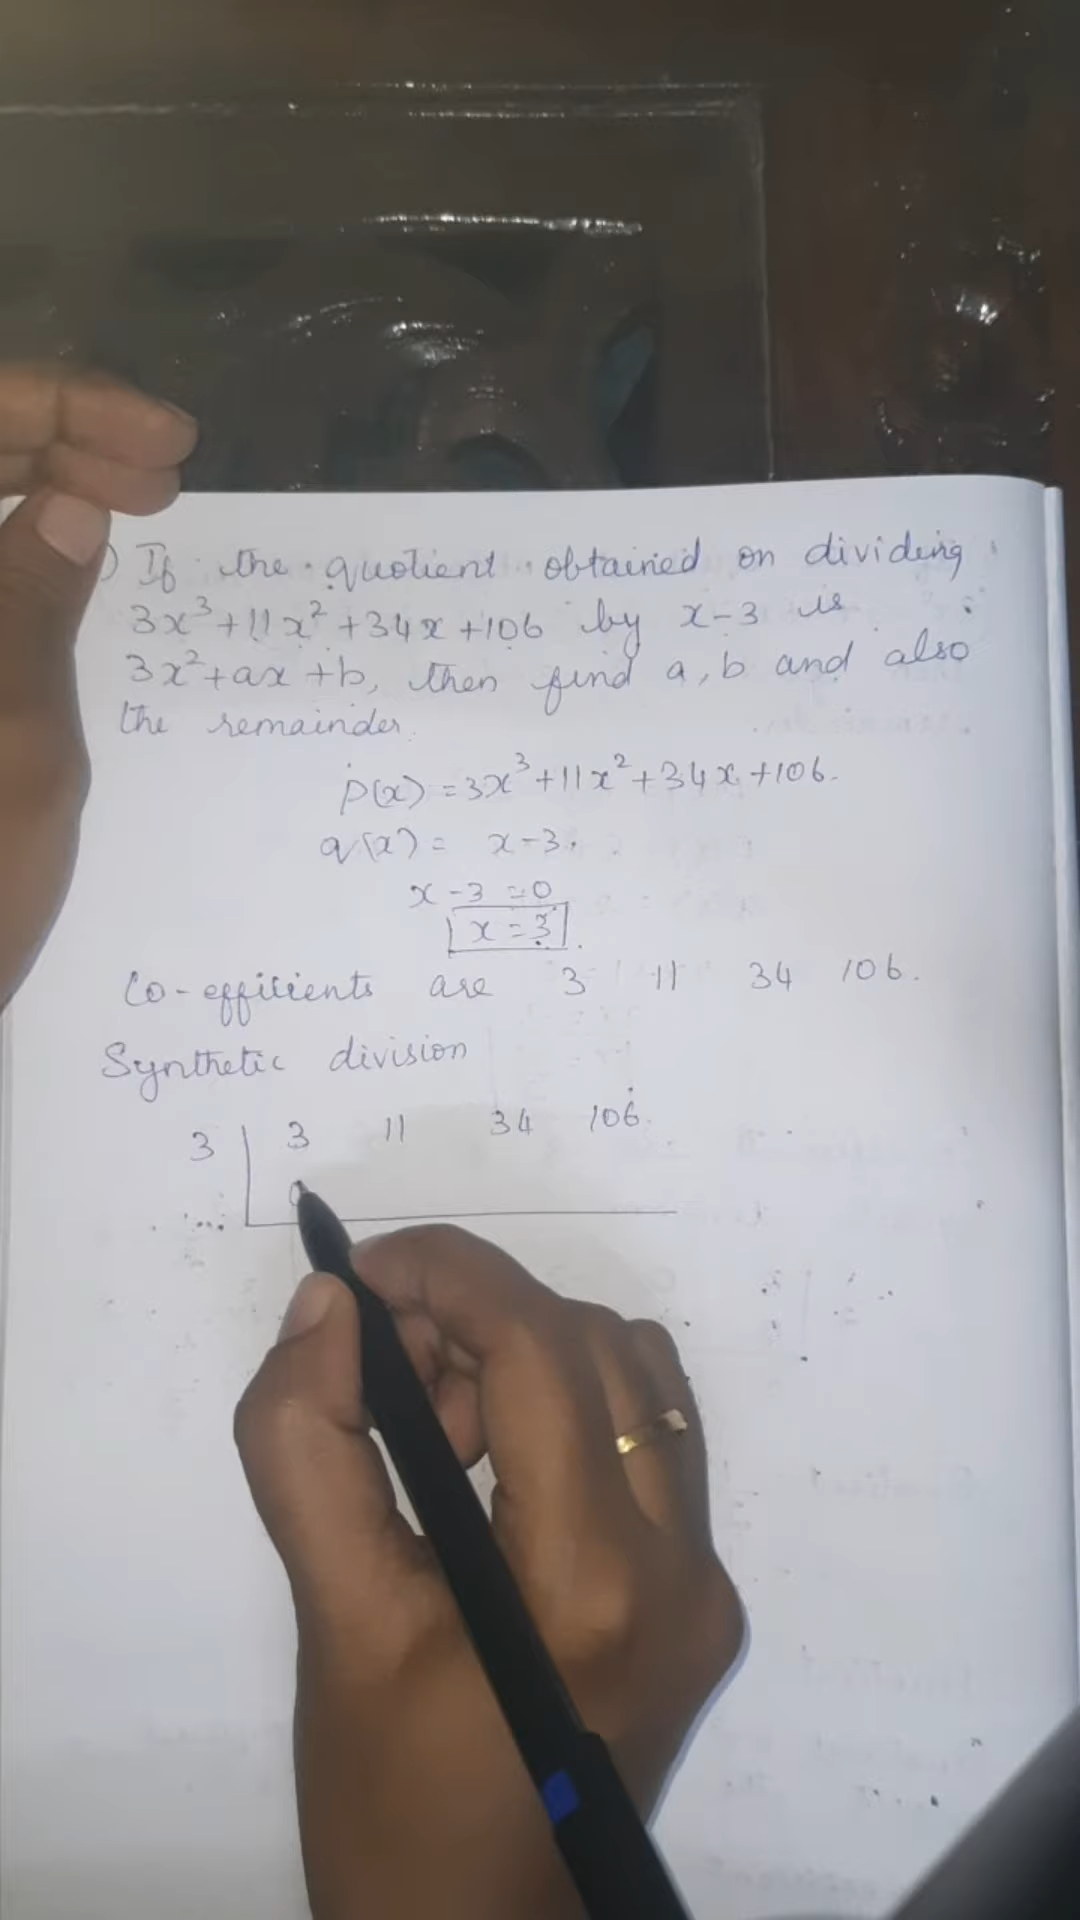 ) If the quotient obtained on dividing
3x³+11x²+34x+106 by x-3 is
3x²+ax+b, then find a, b and also
the remainder.
p(x) = 3x³+11x²+34x+106.
q(x) = x-3.
x-3 =0
x = 3
Co-efficients are 3 11 34 106.
Synthetic division
3 3 11 34 106.
0